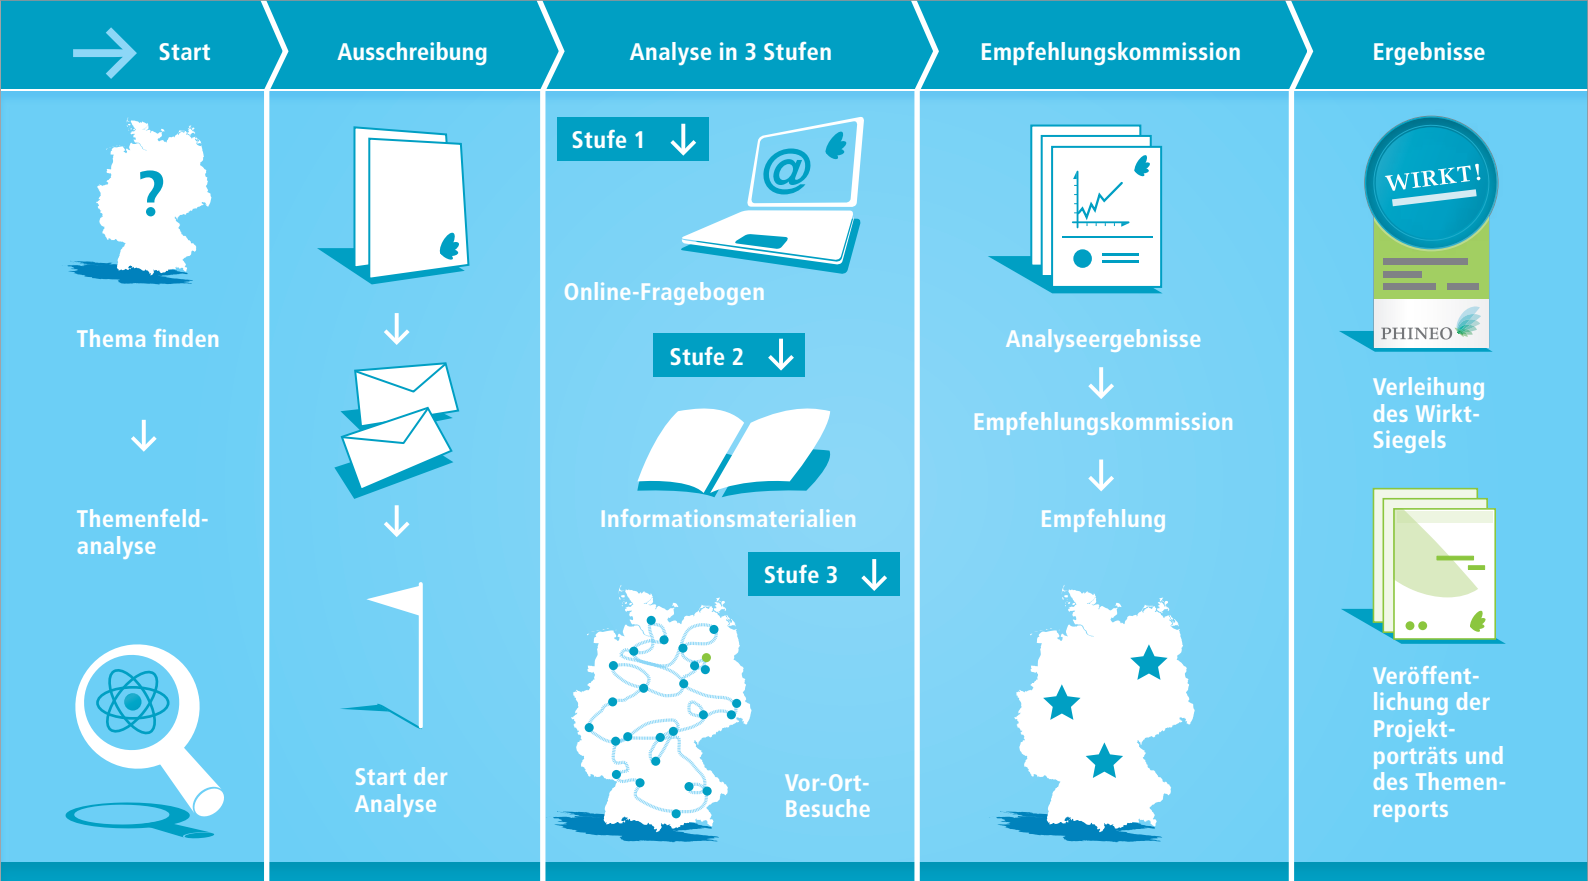 Start
Ausschreibung
Analyse in 3 Stufen
Empfehlungskommission
Ergebnisse
?
Thema finden
Themenfeld-
analyse
Start der
Analyse
Stufe 1
@
Online-Fragebogen
Stufe 2
Informationsmaterialien
Stufe 3
Vor-Ort-
Besuche
Analyseergebnisse
Empfehlungskommission
Empfehlung
WIRKT!
PHINEO
Verleihung
des Wirkt-
Siegels
Veröffent-
lichung der
Projekt-
porträts und
des Themen-
reports